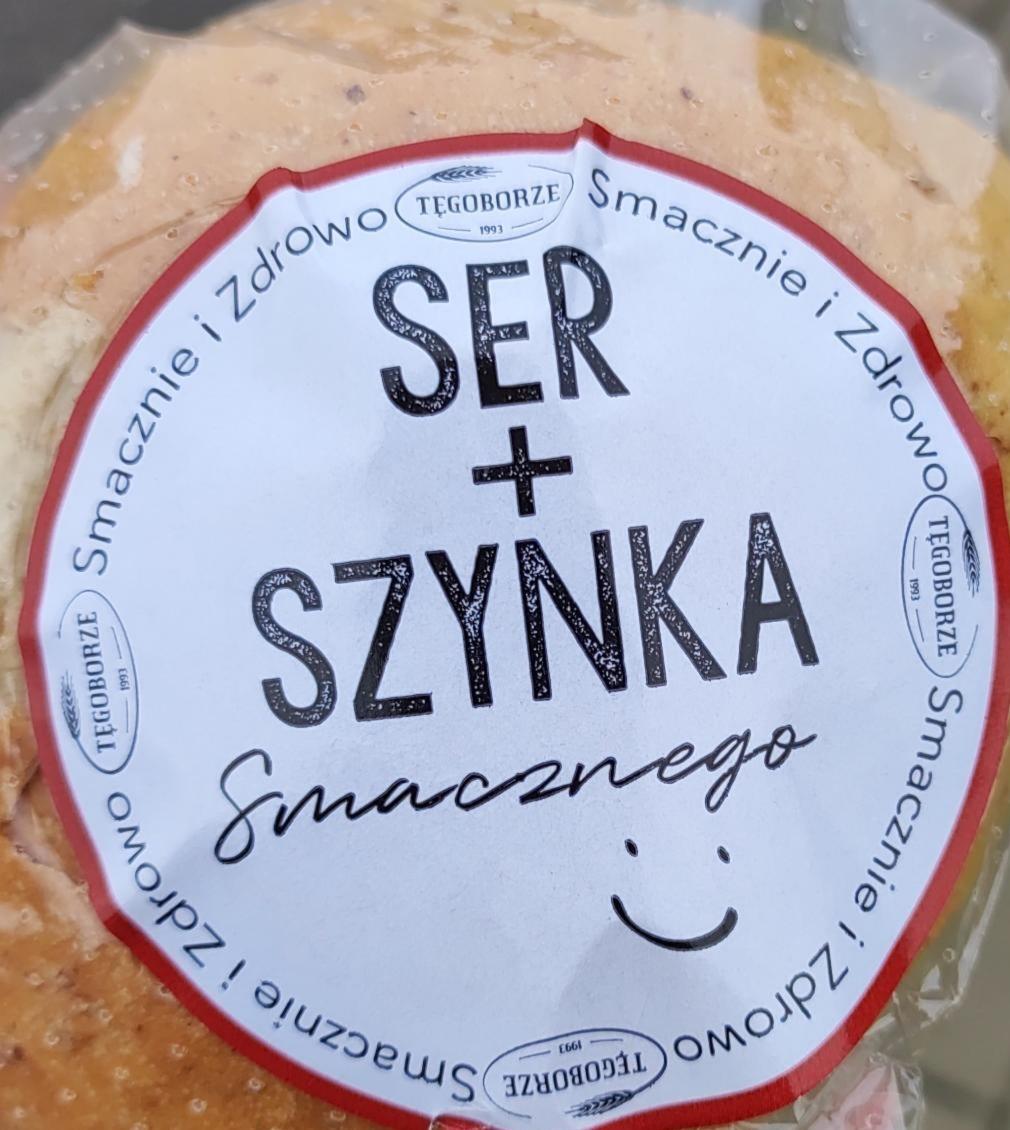 SER
+
SZYNKA
Smacznego
TĘGOBORZE
1993
Smacznie i Zdrowo
TĘGOBORZE
1993
Smacznie i Zdrowo
TĘGOBORZE
1993
Smacznie i Zdrowo
TĘGOBORZE
1993
Smacznie i Zdrowo